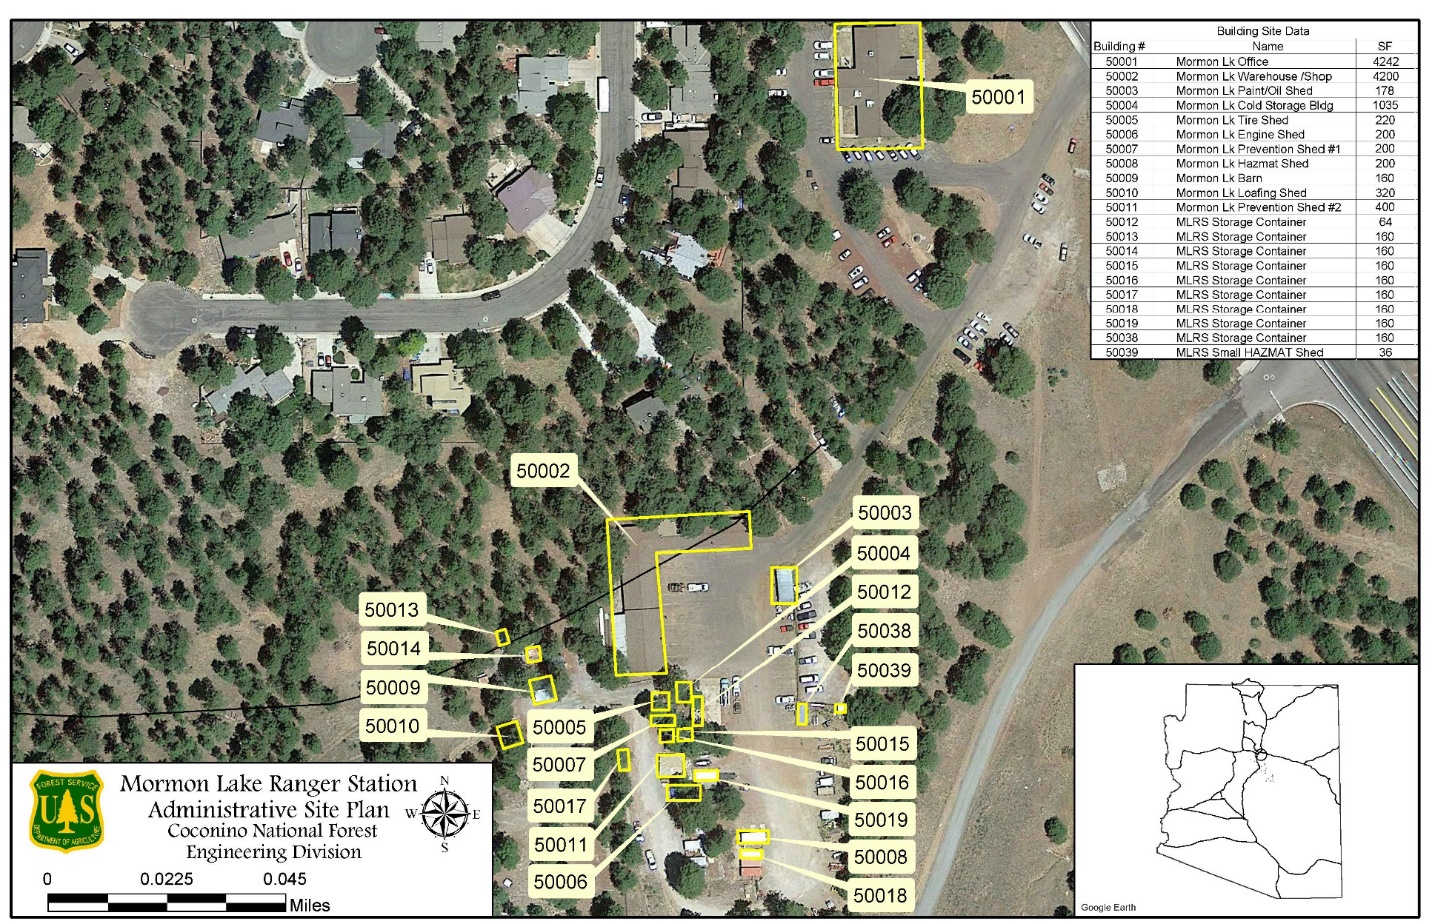 Building Site Data
Building # Name SF
50001 Mormon Lk Office 4242
50002 Mormon Lk Warehouse /Shop 4200
50003 Mormon Lk Paint/Oil Shed 178
50004 Mormon Lk Cold Storage Bldg 1035
50005 Mormon Lk Tire Shed 220
50006 Mormon Lk Engine Shed 200
50007 Mormon Lk Prevention Shed #1 200
50008 Mormon Lk Hazmat Shed 200
50009 Mormon Lk Barn 160
50010 Mormon Lk Loafing Shed 320
50011 Mormon Lk Prevention Shed #2 400
50012 MLRS Storage Container 64
50013 MLRS Storage Container 160
50014 MLRS Storage Container 160
50015 MLRS Storage Container 160
50016 MLRS Storage Container 160
50017 MLRS Storage Container 160
50018 MLRS Storage Container 160
50019 MLRS Storage Container 160
50038 MLRS Storage Container 160
50039 MLRS Small HAZMAT Shed 36
50001
50002
50003
50004
50012
50038
50039
50013
50014
50009
50010
50005
50007
50017
50011
50006
50015
50016
50019
50008
50018
FOREST SERVICE
UAS
DEPARTMENT OF AGRICULTURE
Mormon Lake Ranger Station
Administrative Site Plan
Coconino National Forest
Engineering Division
N
W E
S
0 0.0225 0.045
Miles
Google Earth